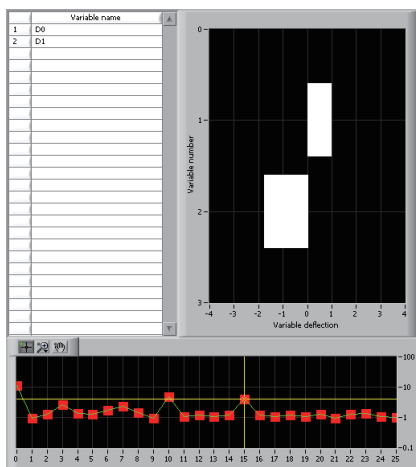 Variable name
1 D0
2 D1
0
1
2
3
Variable number
-4 -3 -2 -1 0 1 2 3 4
Variable deflection
100
10
1
0.1
0 1 2 3 4 5 6 7 8 9 10 11 12 13 14 15 16 17 18 19 20 21 22 23 24 25